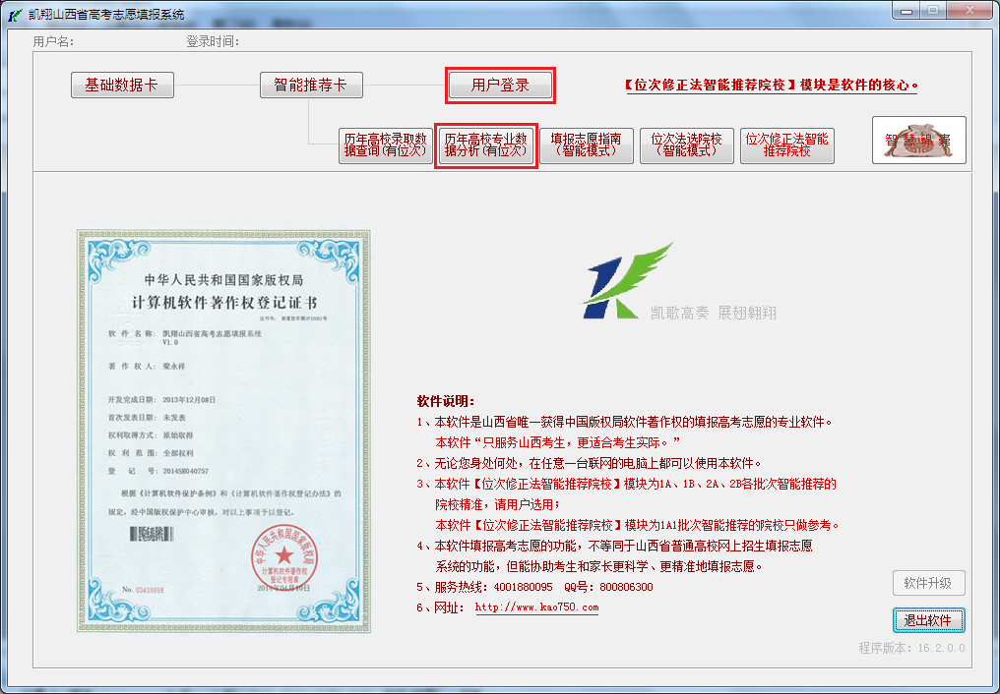 凯翔山西省高考志愿填报系统
用户名:
登录时间:
基础数据卡
智能推荐卡
用户登录
【位次修正法智能推荐院校】模块是软件的核心。
历年高校录取数
据查询(有位次)
历年高校专业数
据分析(有位次)
填报志愿指南
(智能模式)
位次法选院校
(智能模式)
位次修正法智能
推荐院校
智慧锦囊
中华人民共和国国家版权局
计算机软件著作权登记证书
软件名称: 凯翔山西省高考志愿填报系统
V1.0
著作权人: 梁永祥
开发完成日期: 2013年12月08日
首次发表日期: 未发表
权利取得方式: 原始取得
权利范围: 全部权利
登记号: 2014SR040757
根据《计算机软件保护条例》和《计算机软件著作权登记办法》的
规定,经中国版权保护中心审核,对以上事项予以登记。
中华人民共和国国家版权局
计算机软件著作权
登记专用章
No. 00438898
2014年04月10日
凯歌高奏 展翅翱翔
软件说明:
1、本软件是山西省唯一获得中国版权局软件著作权的填报高考志愿的专业软件。
本软件“只服务山西考生,更适合考生实际。”
2、无论您身处何处,在任意一台联网的电脑上都可以使用本软件。
3、本软件【位次修正法智能推荐院校】模块为1A、1B、2A、2B各批次智能推荐的
院校精准,请用户选用;
本软件【位次修正法智能推荐院校】模块为1A1批次智能推荐的院校只做参考。
4、本软件填报高考志愿的功能,不等同于山西省普通高校网上招生填报志愿
系统的功能,但能协助考生和家长更科学、更精准地填报志愿。
5、服务热线:4001880095 QQ号:800806300
6、网址: http://www.kao750.com
软件升级
退出软件
程序版本: 16.2.0.0